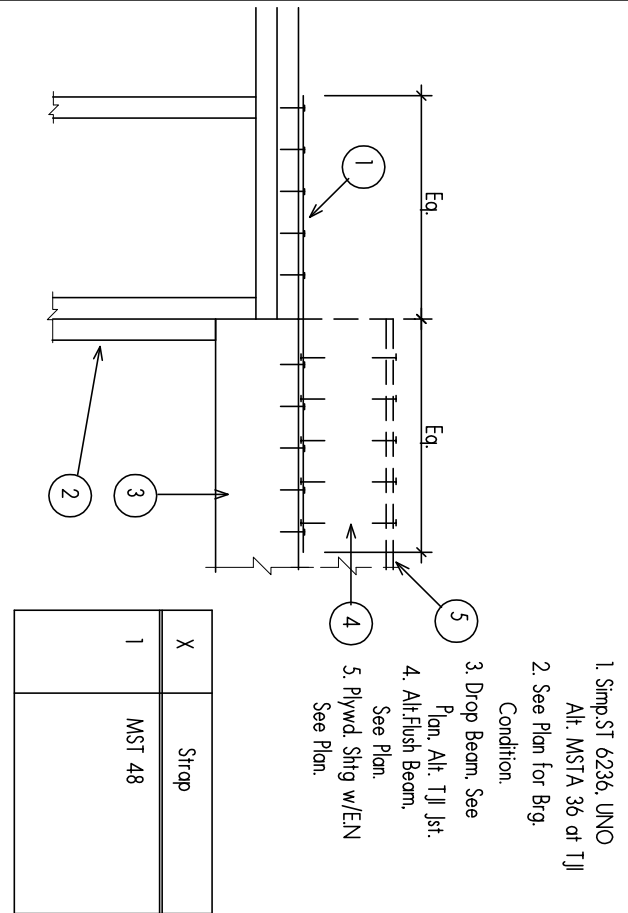 1. Simp.ST 6236, UNO
Alt. MSTA 36 at TJI
2. See Plan for Brg.
Condition.
3. Drop Beam, See
Plan, Alt. TJI Jst.
4. Alt.Flush Beam,
See Plan.
5. Plywd. Shtg w/E.N
See Plan.
Eq.
Eq.
1
2
3
4
5
X Strap
1 MST 48